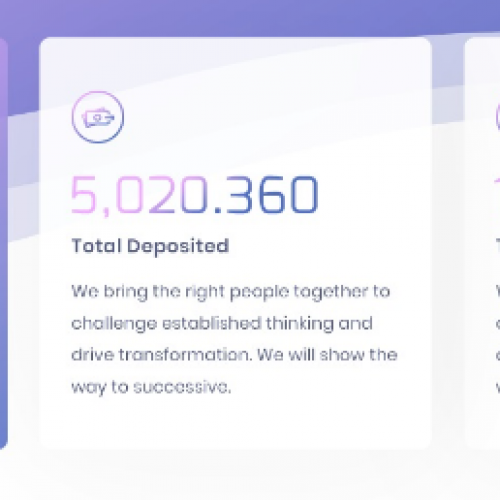 5,020.360
Total Deposited
We bring the right people together to
challenge established thinking and
drive transformation. We will show the
way to successive.